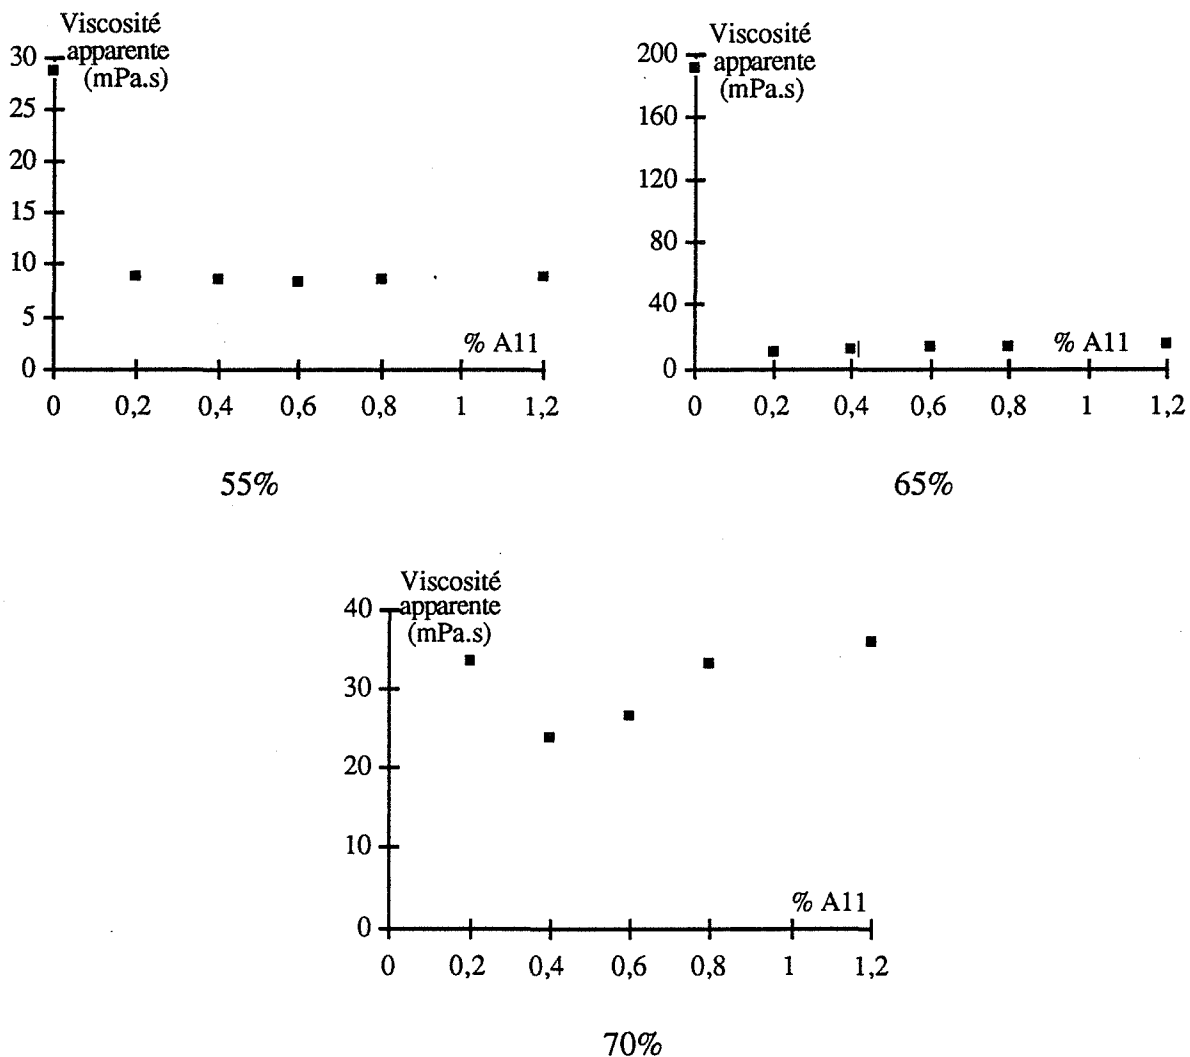 Viscosité
apparente
(mPa.s)
30
25
20
15
10
5
0
% A11
0 0,2 0,4 0,6 0,8 1 1,2
55%
Viscosité
apparente
(mPa.s)
200
160
120
80
40
0
% A11
0 0,2 0,4 0,6 0,8 1 1,2
65%
Viscosité
apparente
(mPa.s)
40
30
20
10
0
% A11
0 0,2 0,4 0,6 0,8 1 1,2
70%